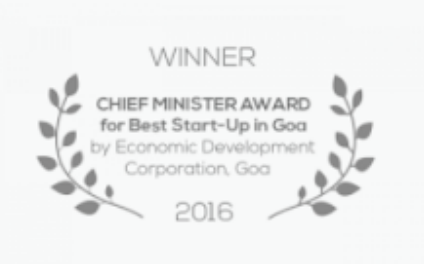 WINNER
CHIEF MINISTER AWARD
for Best Start-Up in Goa
by Economic Development
Corporation, Goa
2016